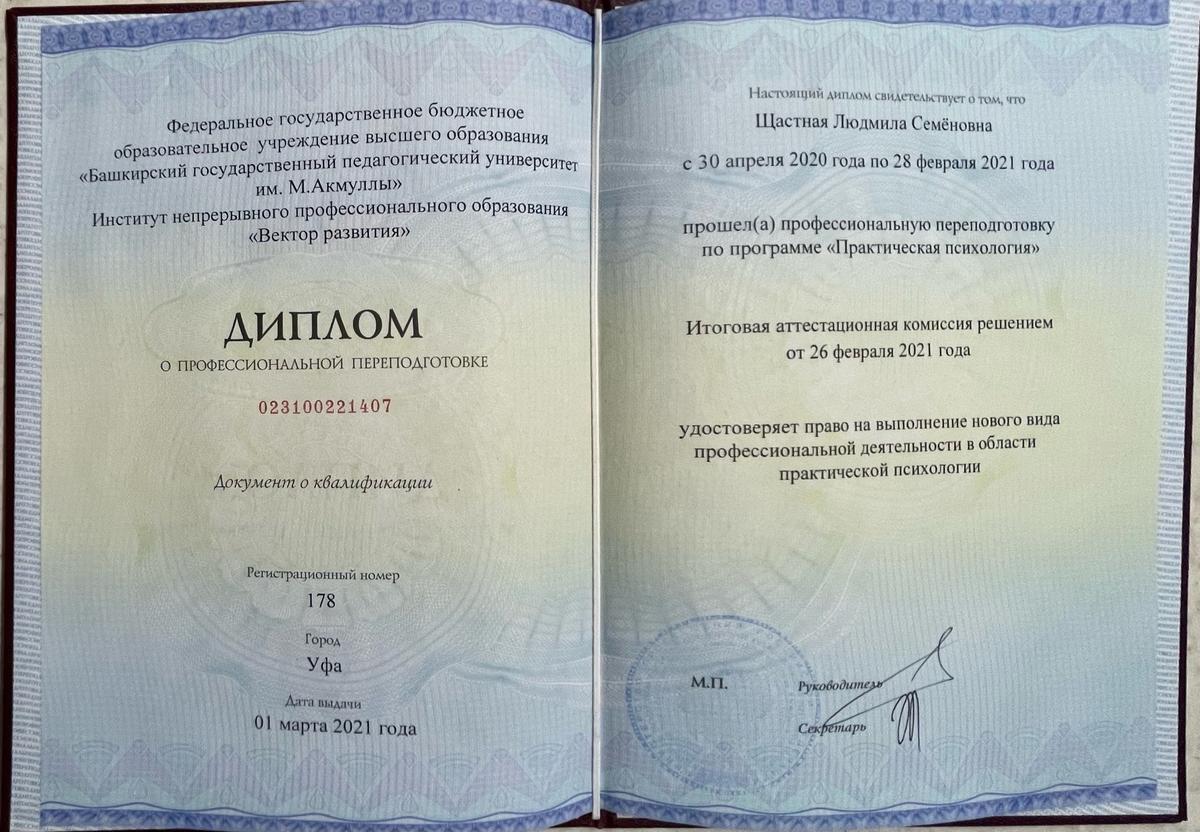 Федеральное государственное бюджетное
образовательное учреждение высшего образования
«Башкирский государственный педагогический университет
им. М.Акмуллы»
Институт непрерывного профессионального образования
«Вектор развития»
ДИПЛОМ
О ПРОФЕССИОНАЛЬНОЙ ПЕРЕПОДГОТОВКЕ
023100221407
Документ о квалификации
Регистрационный номер
178
Город
Уфа
Дата выдачи
01 марта 2021 года
Настоящий диплом свидетельствует о том, что
Щастная Людмила Семёновна
с 30 апреля 2020 года по 28 февраля 2021 года
прошел(а) профессиональную переподготовку
по программе «Практическая психология»
Итоговая аттестационная комиссия решением
от 26 февраля 2021 года
удостоверяет право на выполнение нового вида
профессиональной деятельности в области
практической психологии
М.П.
Руководитель
Секретарь